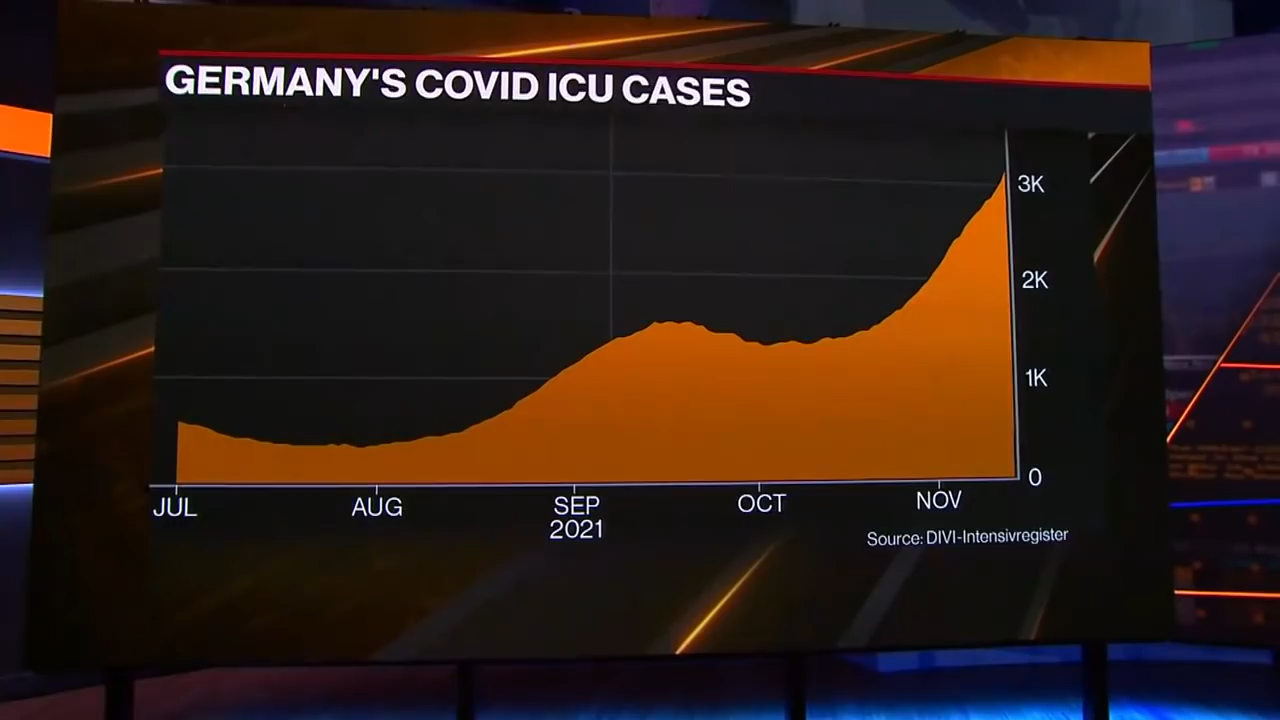 GERMANY'S COVID ICU CASES
3K
2K
1K
0
JUL AUG SEP OCT NOV
2021
Source: DIVI-Intensivregister